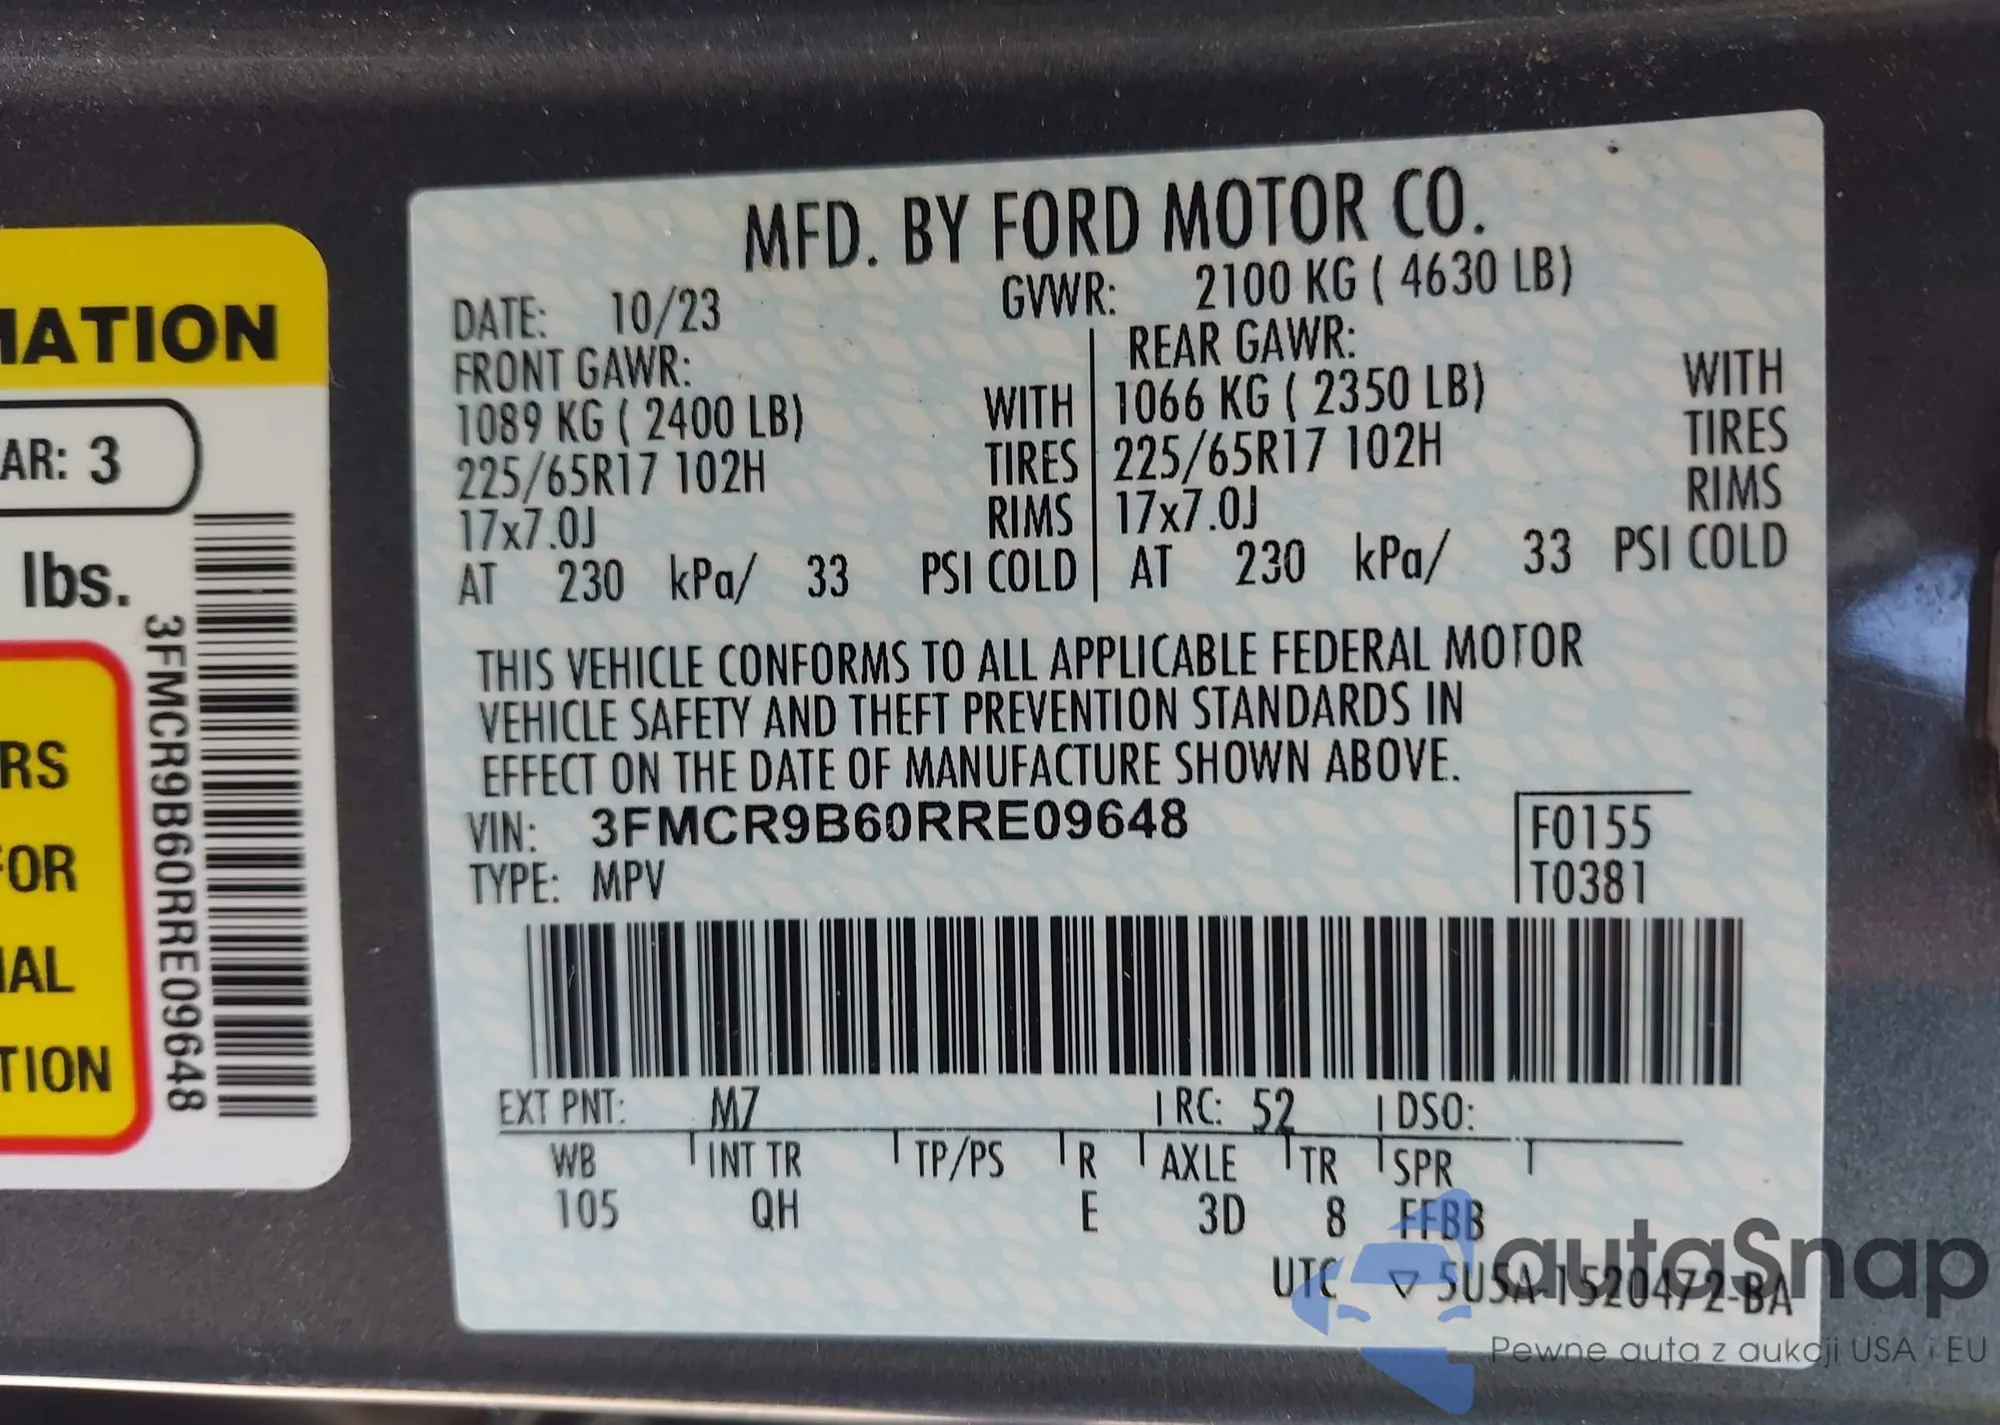 MATION
AR: 3
lbs.
RS
FOR
IAL
TION
3FMCR9B60RRE09648
MFD. BY FORD MOTOR CO.
DATE: 10/23 GVWR: 2100 KG ( 4630 LB)
FRONT GAWR: REAR GAWR:
1089 KG ( 2400 LB) WITH 1066 KG ( 2350 LB) WITH
225/65R17 102H TIRES 225/65R17 102H TIRES
17x7.0J RIMS 17x7.0J RIMS
AT 230 kPa/ 33 PSI COLD AT 230 kPa/ 33 PSI COLD
THIS VEHICLE CONFORMS TO ALL APPLICABLE FEDERAL MOTOR
VEHICLE SAFETY AND THEFT PREVENTION STANDARDS IN
EFFECT ON THE DATE OF MANUFACTURE SHOWN ABOVE.
VIN: 3FMCR9B60RRE09648 F0155
TYPE: MPV T0381
EXT PNT: M7 RC: 52 DSO:
WB INT TR TP/PS R AXLE TR SPR
105 QH E 3D 8 FFBB
UTC ▽ 5U5A-1520472-BA
autaSnap
Pewne auta z aukcji USA i EU